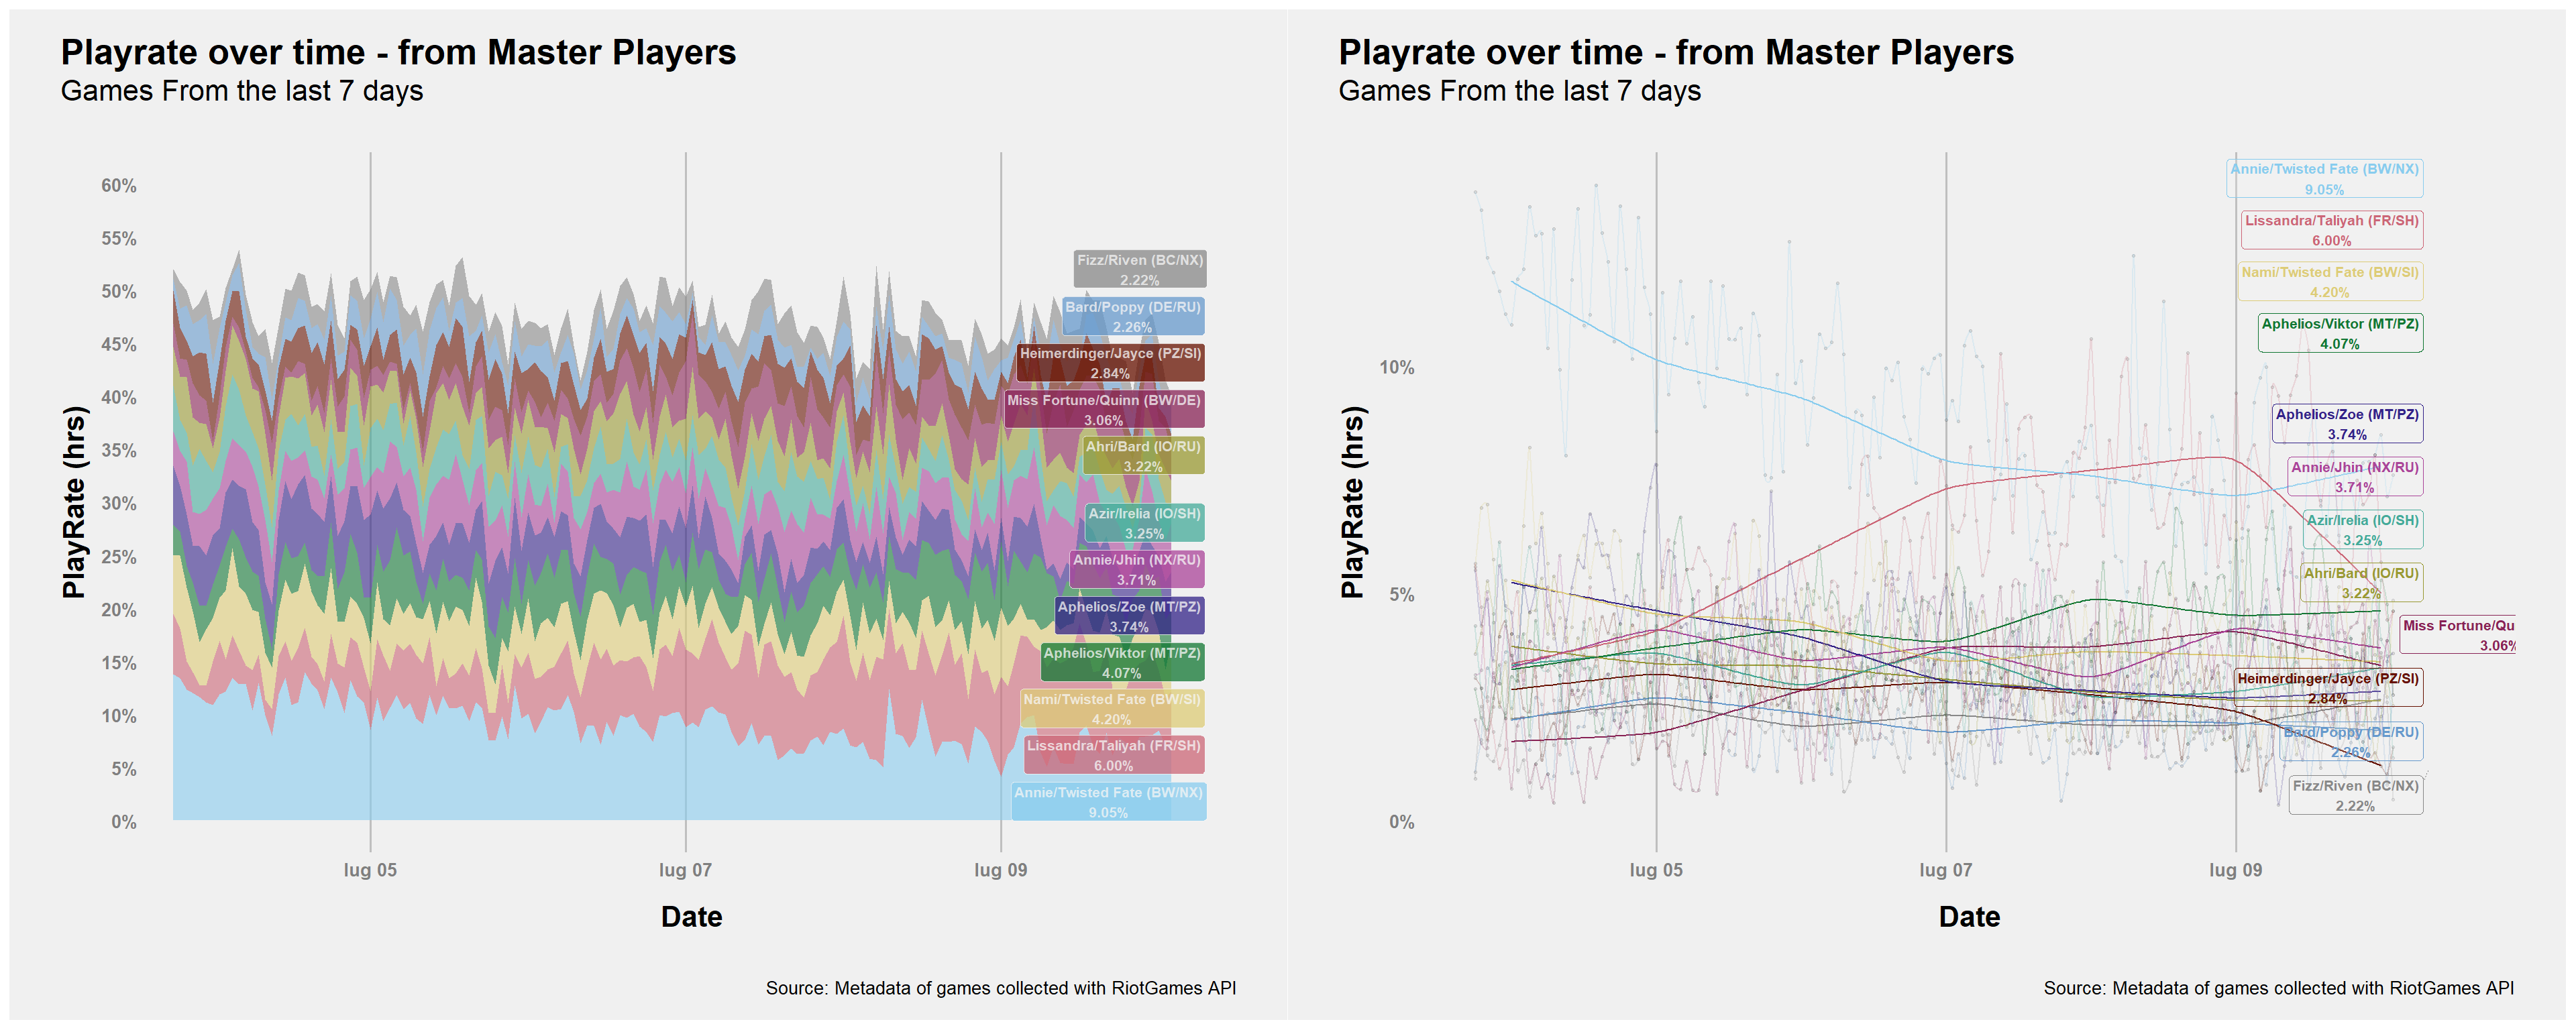 Playrate over time - from Master Players
Games From the last 7 days
PlayRate (hrs)
60%
55%
50%
45%
40%
35%
30%
25%
20%
15%
10%
5%
0%
Fizz/Riven (BC/NX)
2.22%
Bard/Poppy (DE/RU)
2.26%
Heimerdinger/Jayce (PZ/SI)
2.84%
Miss Fortune/Quinn (BW/DE)
3.06%
Ahri/Bard (IO/RU)
3.22%
Azir/Irelia (IO/SH)
3.25%
Annie/Jhin (NX/RU)
3.71%
Aphelios/Zoe (MT/PZ)
3.74%
Aphelios/Viktor (MT/PZ)
4.07%
Nami/Twisted Fate (BW/SI)
4.20%
Lissandra/Taliyah (FR/SH)
6.00%
Annie/Twisted Fate (BW/NX)
9.05%
lug 05
lug 07
lug 09
Date
Source: Metadata of games collected with RiotGames API
Playrate over time - from Master Players
Games From the last 7 days
PlayRate (hrs)
10%
5%
0%
Annie/Twisted Fate (BW/NX)
9.05%
Lissandra/Taliyah (FR/SH)
6.00%
Nami/Twisted Fate (BW/SI)
4.20%
Aphelios/Viktor (MT/PZ)
4.07%
Aphelios/Zoe (MT/PZ)
3.74%
Annie/Jhin (NX/RU)
3.71%
Azir/Irelia (IO/SH)
3.25%
Ahri/Bard (IO/RU)
3.22%
Miss Fortune/Qu
3.06%
Heimerdinger/Jayce (PZ/SI)
2.84%
Bard/Poppy (DE/RU)
2.26%
Fizz/Riven (BC/NX)
2.22%
lug 05
lug 07
lug 09
Date
Source: Metadata of games collected with RiotGames API